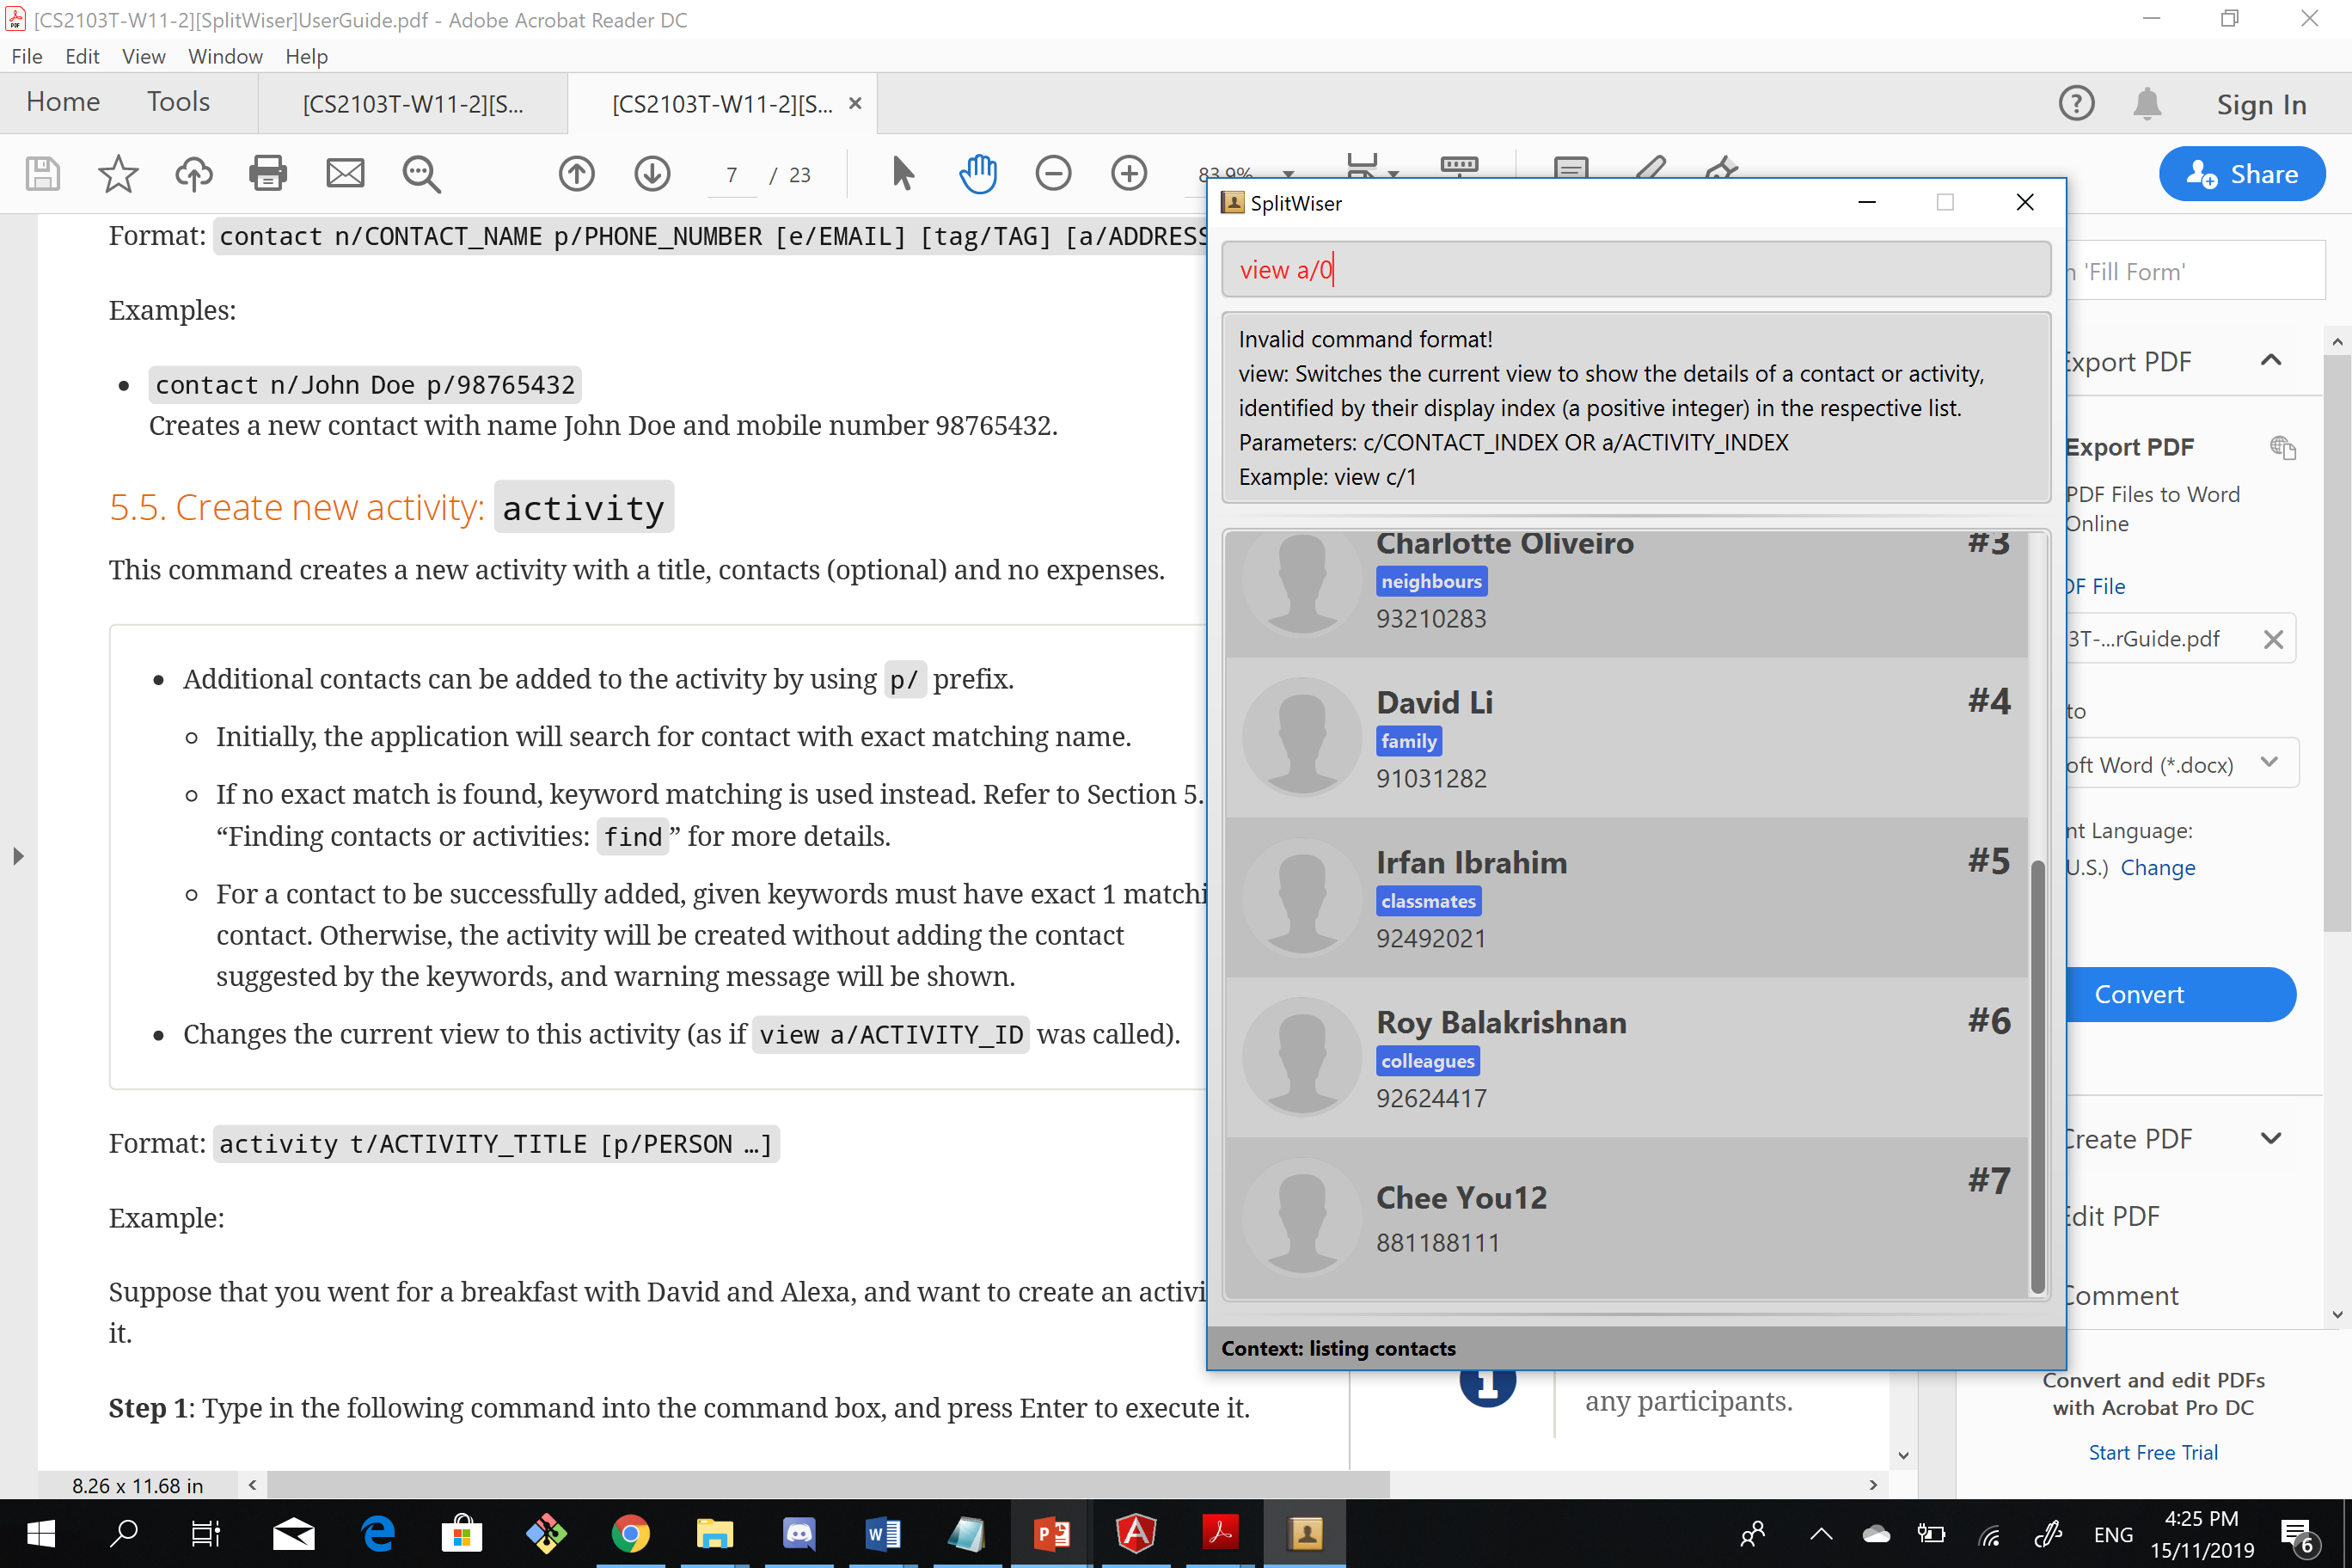 [CS2103T-W11-2][SplitWiser]UserGuide.pdf - Adobe Acrobat Reader DC
File Edit View Window Help
Home Tools [CS2103T-W11-2][S... [CS2103T-W11-2][S... Sign In
7 / 23 83.9% Share
Format: contact n/CONTACT_NAME p/PHONE_NUMBER [e/EMAIL] [tag/TAG] [a/ADDRESS
Examples:
contact n/John Doe p/98765432
Creates a new contact with name John Doe and mobile number 98765432.
5.5. Create new activity: activity
This command creates a new activity with a title, contacts (optional) and no expenses.
Additional contacts can be added to the activity by using p/ prefix.
Initially, the application will search for contact with exact matching name.
If no exact match is found, keyword matching is used instead. Refer to Section 5.
“Finding contacts or activities: find” for more details.
For a contact to be successfully added, given keywords must have exact 1 matchi
contact. Otherwise, the activity will be created without adding the contact
suggested by the keywords, and warning message will be shown.
Changes the current view to this activity (as if view a/ACTIVITY_ID was called).
Format: activity t/ACTIVITY_TITLE [p/PERSON …]
Example:
Suppose that you went for a breakfast with David and Alexa, and want to create an activi
it.
Step 1: Type in the following command into the command box, and press Enter to execute it.
any participants.
8.26 x 11.68 in
SplitWiser
view a/0
Invalid command format!
view: Switches the current view to show the details of a contact or activity,
identified by their display index (a positive integer) in the respective list.
Parameters: c/CONTACT_INDEX OR a/ACTIVITY_INDEX
Example: view c/1
Charlotte Oliveiro #3
neighbours
93210283
David Li #4
family
91031282
Irfan Ibrahim #5
classmates
92492021
Roy Balakrishnan #6
colleagues
92624417
Chee You12 #7
881188111
Context: listing contacts
'Fill Form'
Export PDF
Export PDF
PDF Files to Word
Online
DF File
3T-...rGuide.pdf
to
oft Word (*.docx)
nt Language:
U.S.) Change
Convert
Create PDF
Edit PDF
Comment
Convert and edit PDFs
with Acrobat Pro DC
Start Free Trial
ENG
4:25 PM
15/11/2019
6